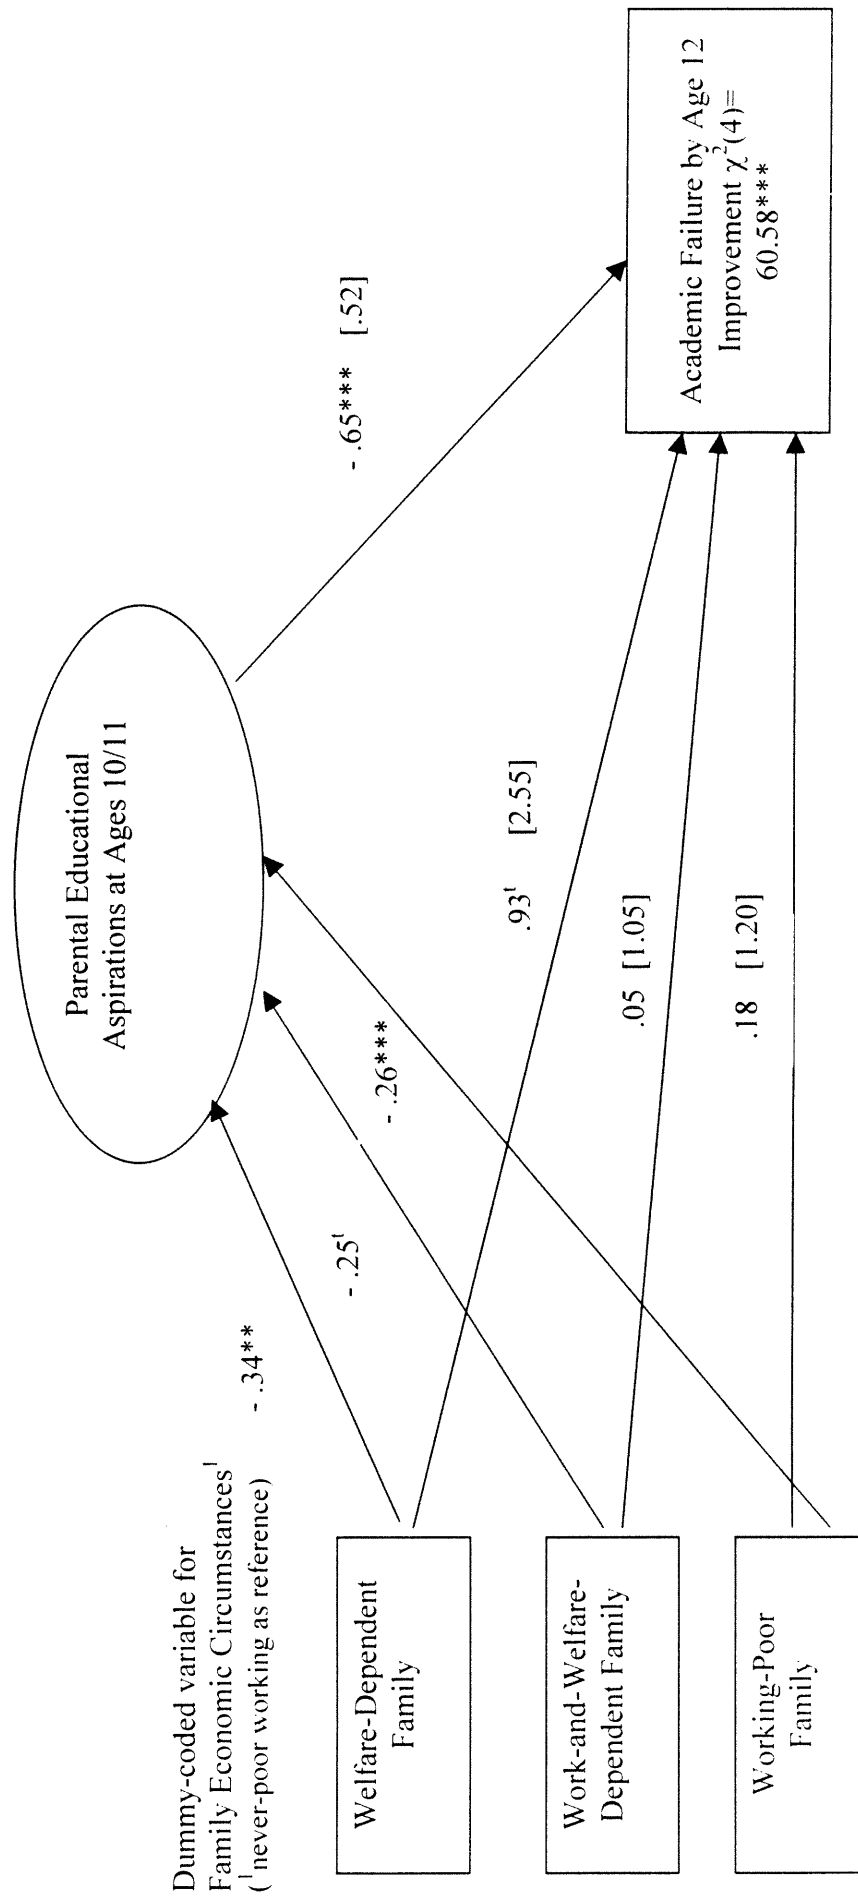 Dummy-coded variable for
Family Economic Circumstances¹
(¹never-poor working as reference)
Parental Educational
Aspirations at Ages 10/11
- .34**
- .25ᵗ
- .26***
- .65*** [.52]
Welfare-Dependent
Family
.93ᵗ [2.55]
Work-and-Welfare-
Dependent Family
.05 [1.05]
Working-Poor
Family
.18 [1.20]
Academic Failure by Age 12
Improvement χ²(4)=
60.58***